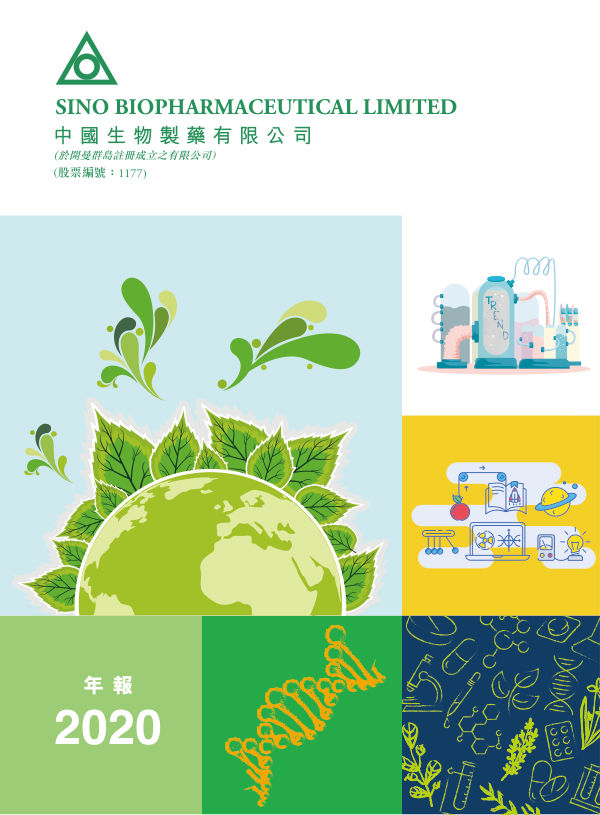 SINO BIOPHARMACEUTICAL LIMITED
中國生物製藥有限公司
(於開曼群島註冊成立之有限公司)
(股票編號：1177)
TREND
年報
2020